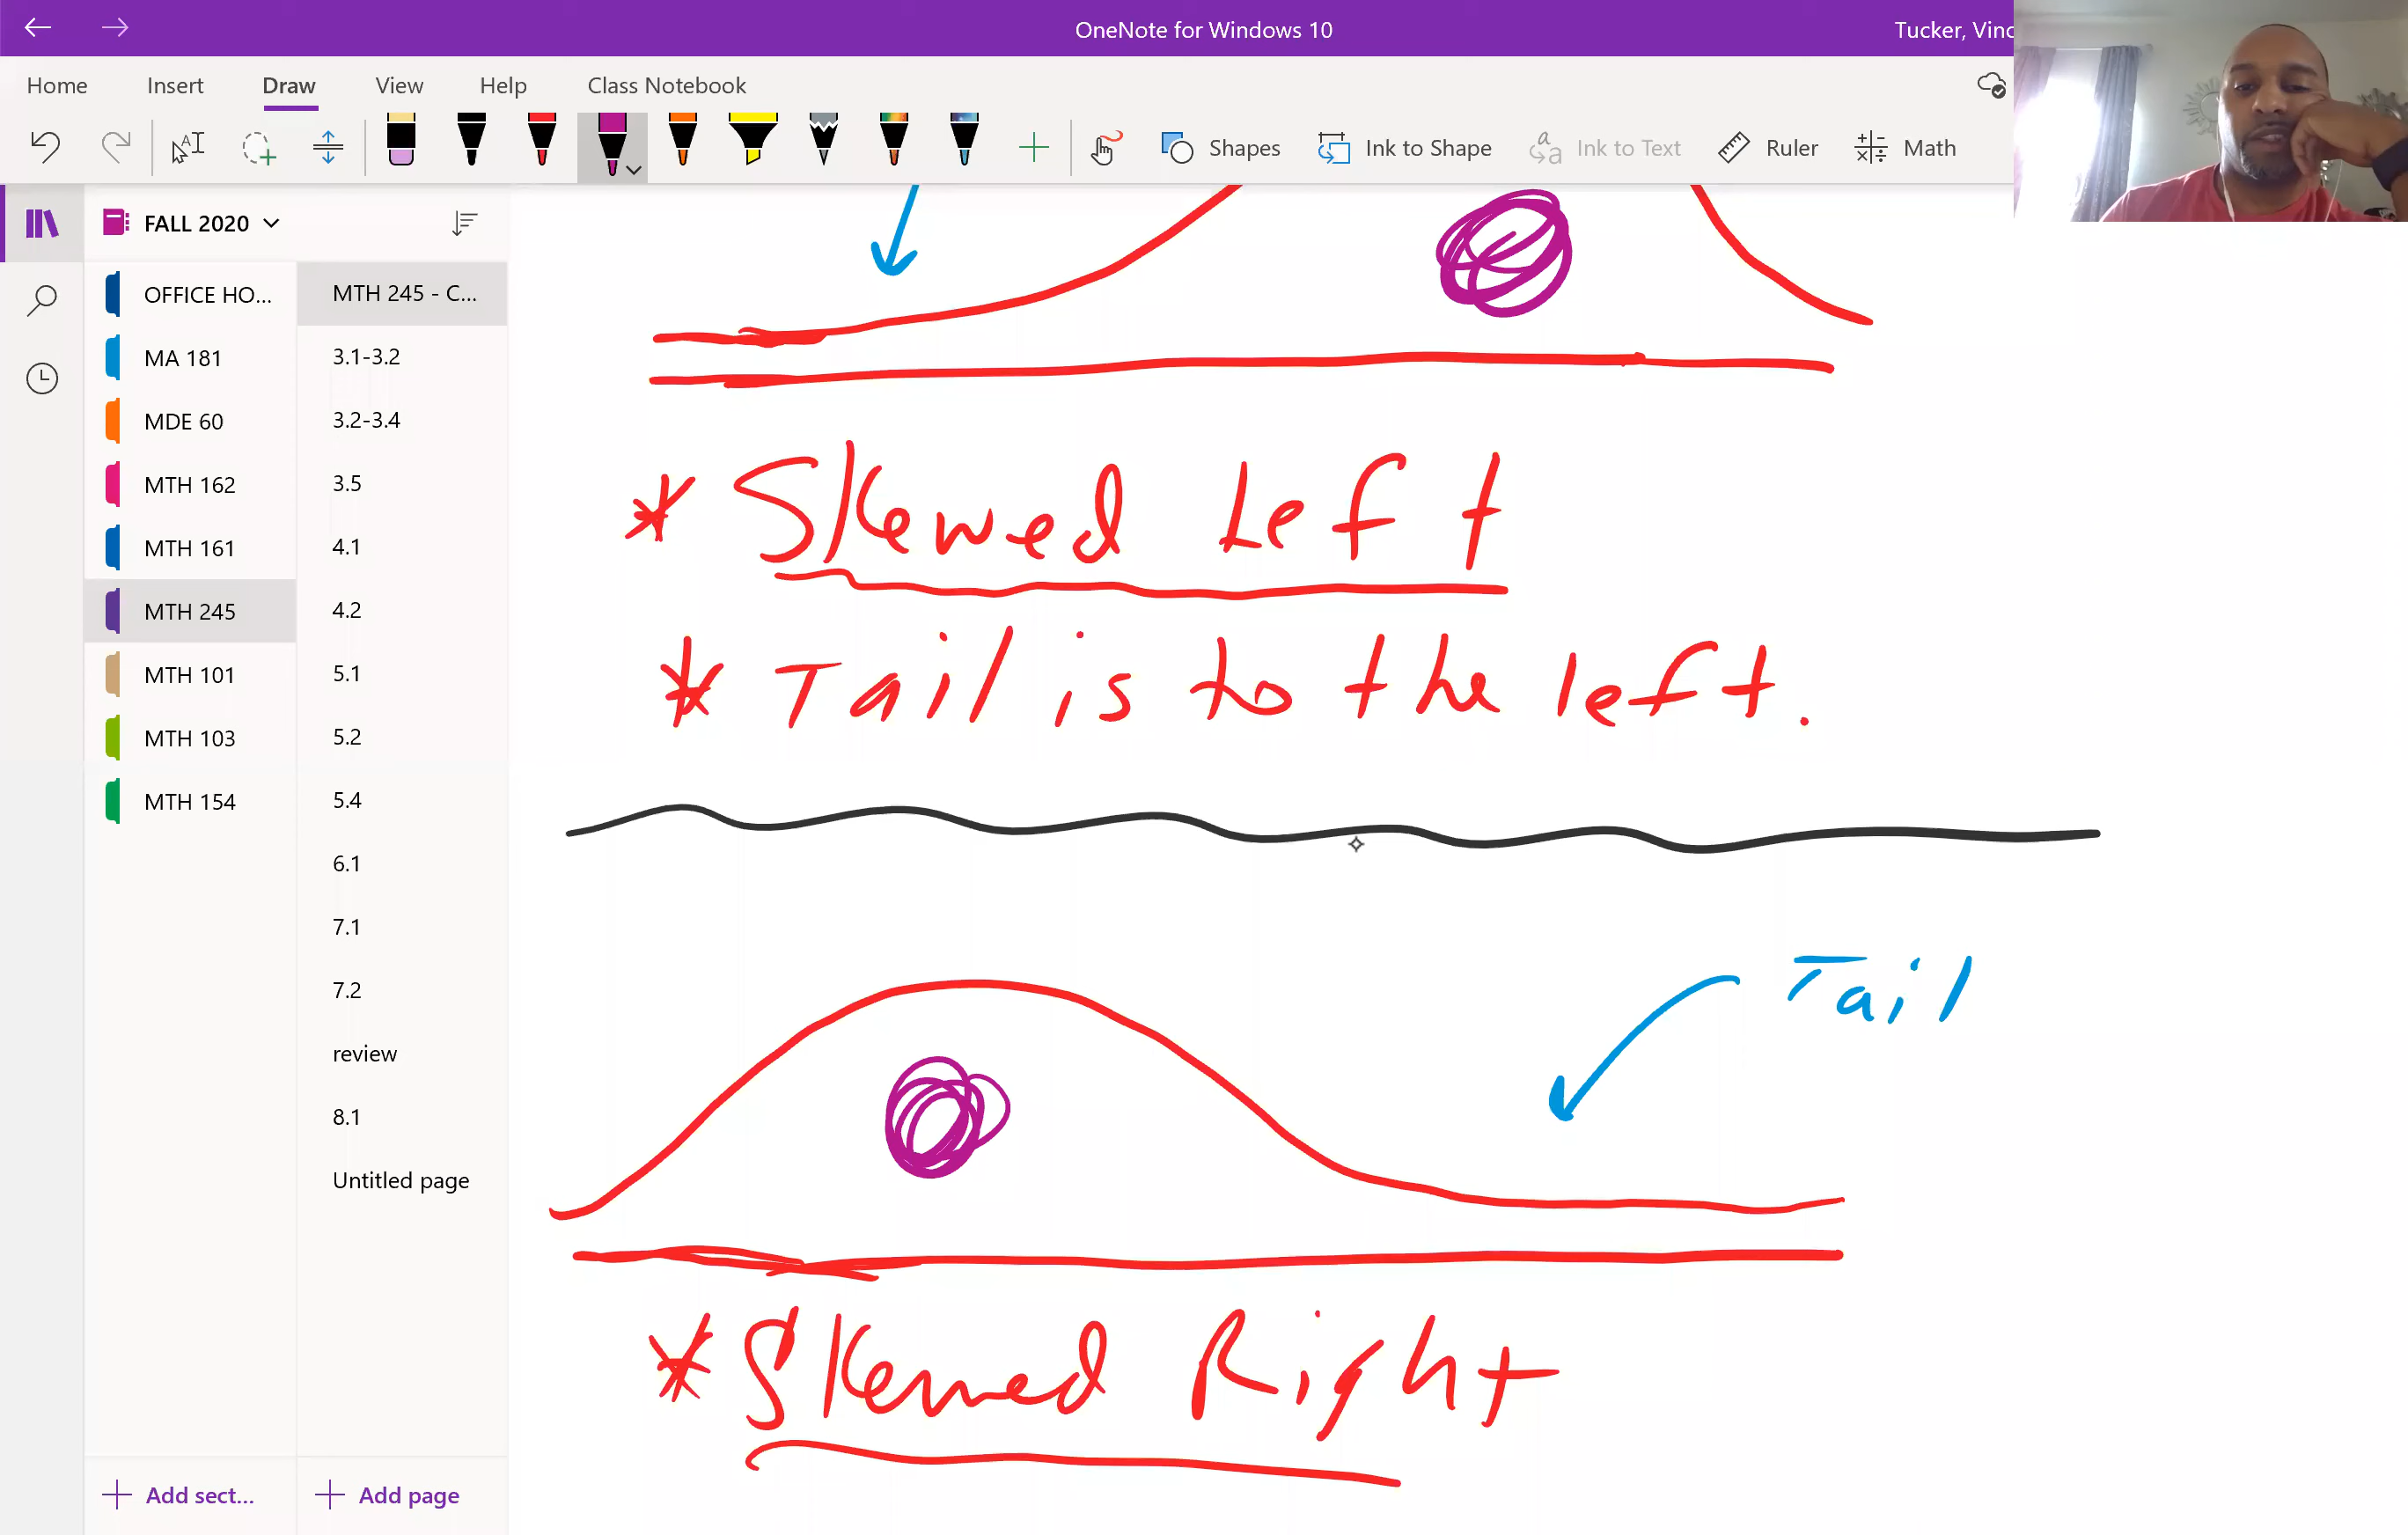 OneNote for Windows 10
Tucker, Vinc
Home Insert Draw View Help Class Notebook
Shapes Ink to Shape Ink to Text Ruler Math
FALL 2020
OFFICE HO...
MA 181
MDE 60
MTH 162
MTH 161
MTH 245
MTH 101
MTH 103
MTH 154
Add sect...
MTH 245 - C...
3.1-3.2
3.2-3.4
3.5
4.1
4.2
5.1
5.2
5.4
6.1
7.1
7.2
review
8.1
Untitled page
Add page
* Skewed Left
* Tail is to the left.
Tail
* Skewed Right